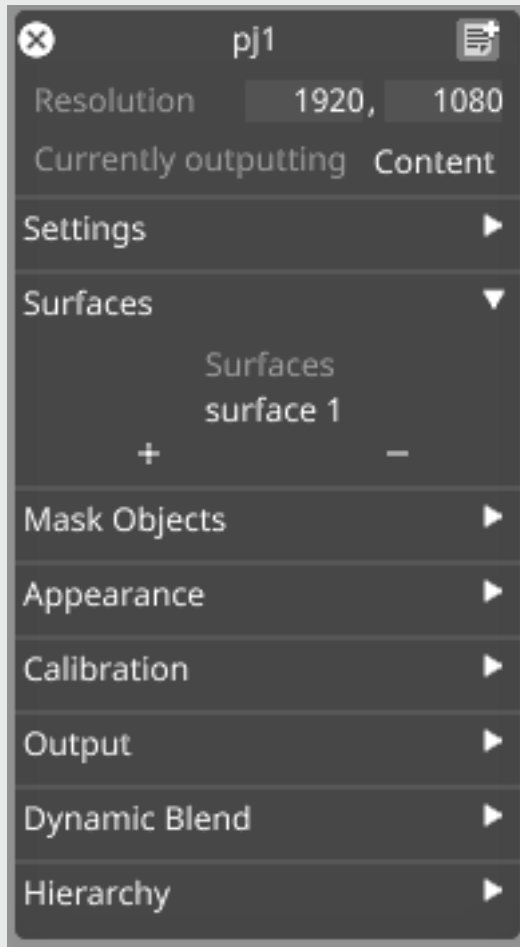 pj1
Resolution 1920, 1080
Currently outputting Content
Settings
Surfaces
Surfaces
surface 1
+ −
Mask Objects
Appearance
Calibration
Output
Dynamic Blend
Hierarchy